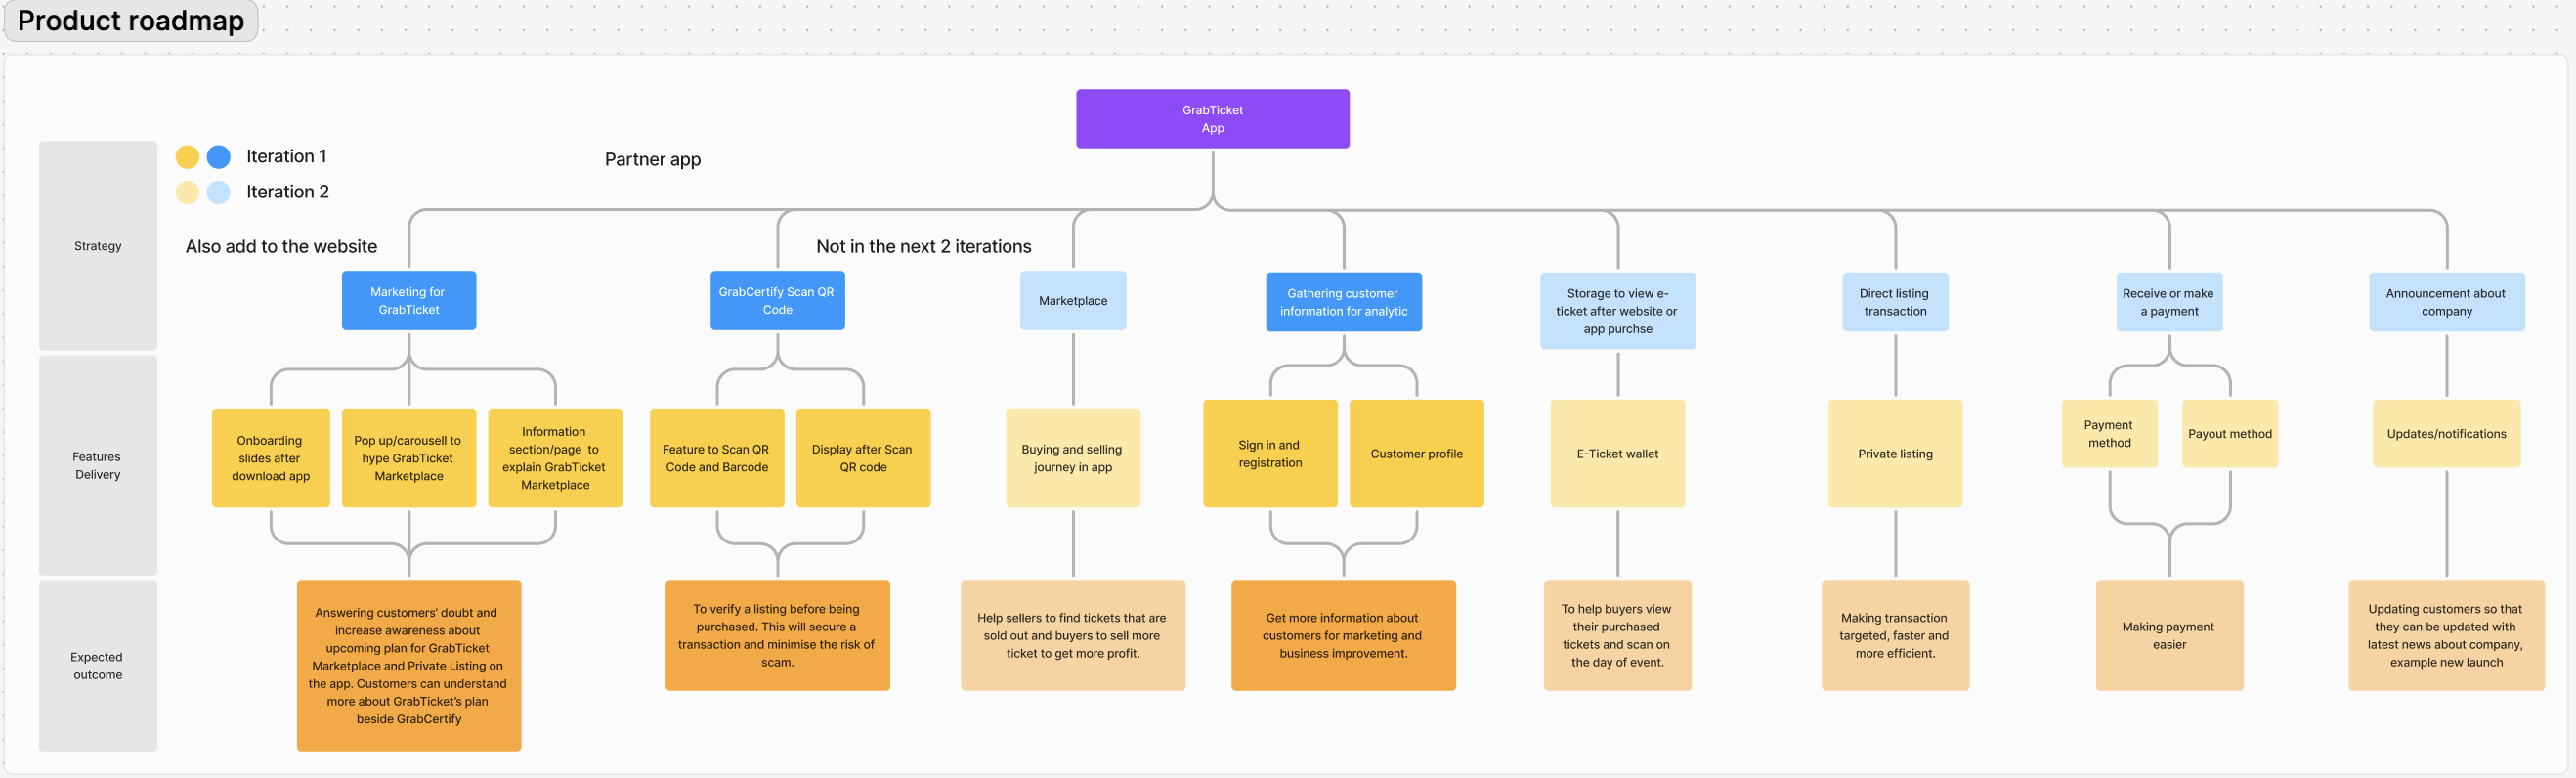 Product roadmap
GrabTicket
App
Iteration 1
Iteration 2
Partner app
Strategy
Also add to the website
Not in the next 2 iterations
Marketing for
GrabTicket
GrabCertify Scan QR
Code
Marketplace
Gathering customer
information for analytic
Storage to view e-
ticket after website or
app purchse
Direct listing
transaction
Receive or make
a payment
Announcement about
company
Features
Delivery
Onboarding
slides after
download app
Pop up/carousell to
hype GrabTicket
Marketplace
Information
section/page to
explain GrabTicket
Marketplace
Feature to Scan QR
Code and Barcode
Display after Scan
QR code
Buying and selling
journey in app
Sign in and
registration
Customer profile
E-Ticket wallet
Private listing
Payment
method
Payout method
Updates/notifications
Expected
outcome
Answering customers’ doubt and
increase awareness about
upcoming plan for GrabTicket
Marketplace and Private Listing on
the app. Customers can understand
more about GrabTicket’s plan
beside GrabCertify
To verify a listing before being
purchased. This will secure a
transaction and minimise the risk of
scam.
Help sellers to find tickets that are
sold out and buyers to sell more
ticket to get more profit.
Get more information about
customers for marketing and
business improvement.
To help buyers view
their purchased
tickets and scan on
the day of event.
Making transaction
targeted, faster and
more efficient.
Making payment
easier
Updating customers so that
they can be updated with
latest news about company,
example new launch